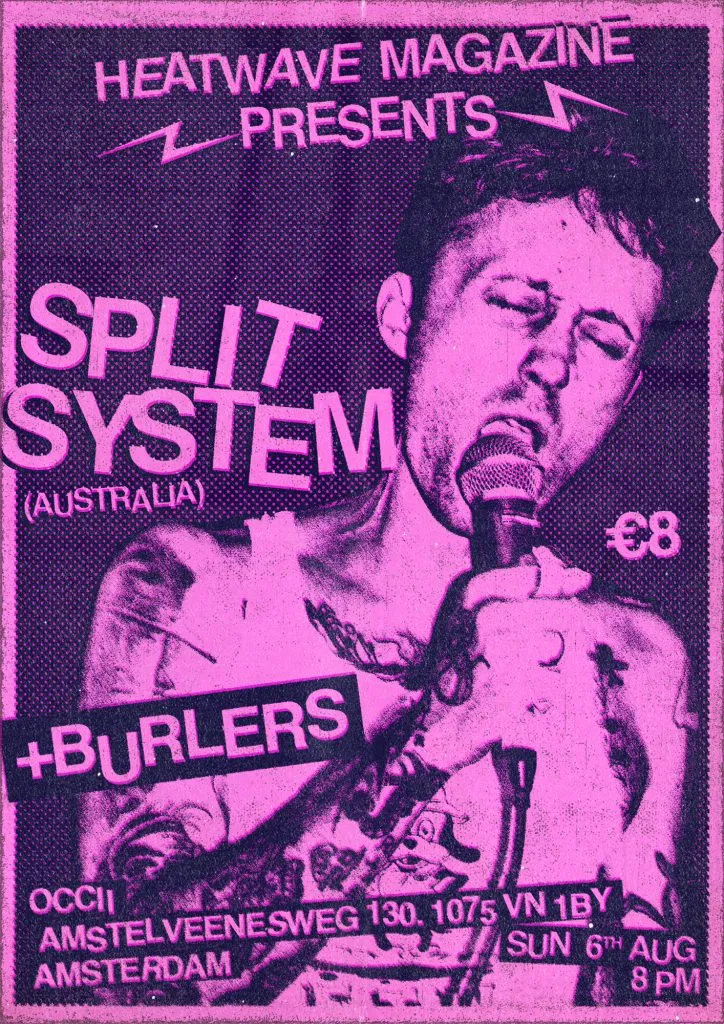 HEATWAVE MAGAZINE
PRESENTS
SPLIT
SYSTEM
(AUSTRALIA)
€8
+BURLERS
OCCII
AMSTELVEENESWEG 130. 1075 VN 1BY
AMSTERDAM
SUN 6TH AUG
8 PM